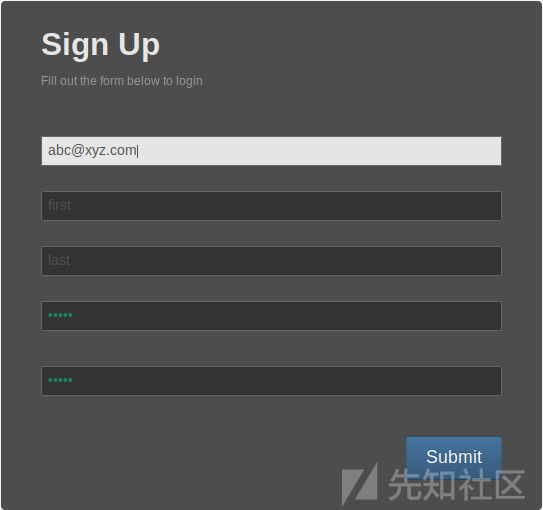 Sign Up
Fill out the form below to login
abc@xyz.com
first
last
•••••
•••••
Submit
先知社区